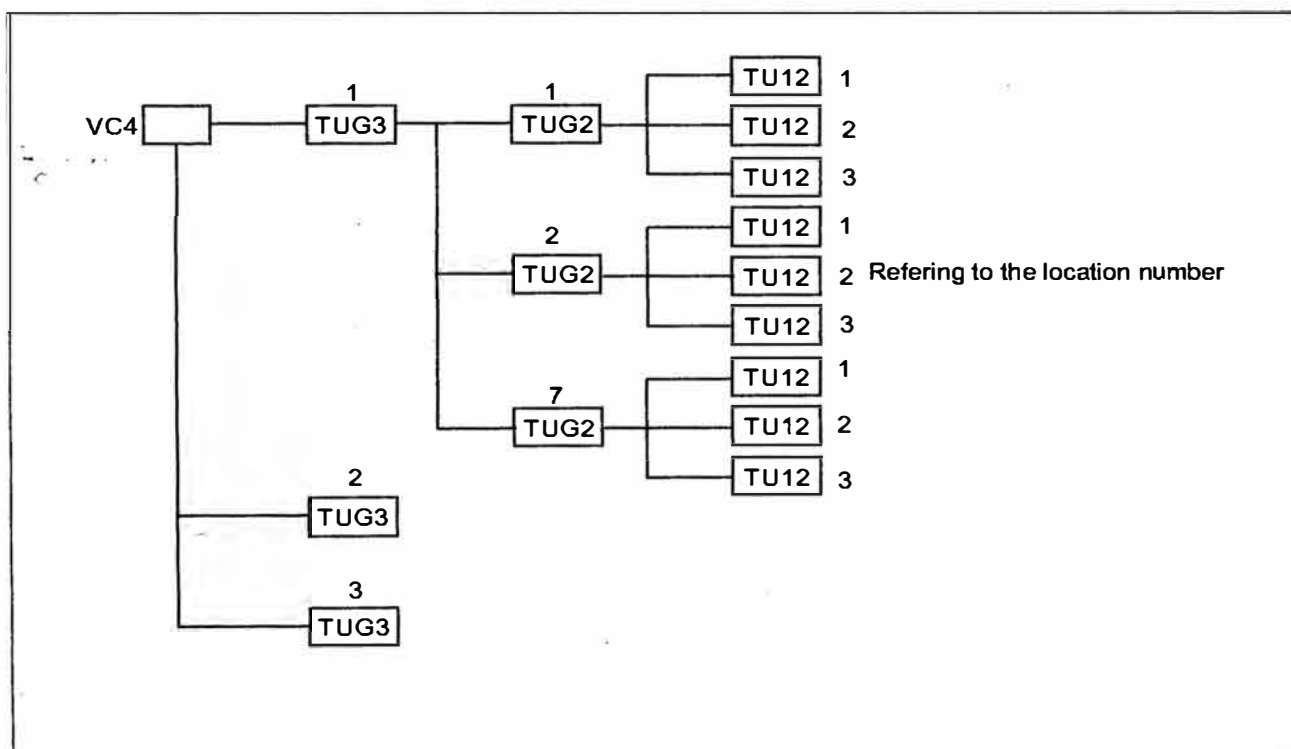 1
1
TU12 1
VC4
TUG3
TUG2
TU12 2
TU12 3
2
TU12 1
TUG2
TU12 2 Refering to the location number
TU12 3
7
TU12 1
TUG2
TU12 2
TU12 3
2
TUG3
3
TUG3